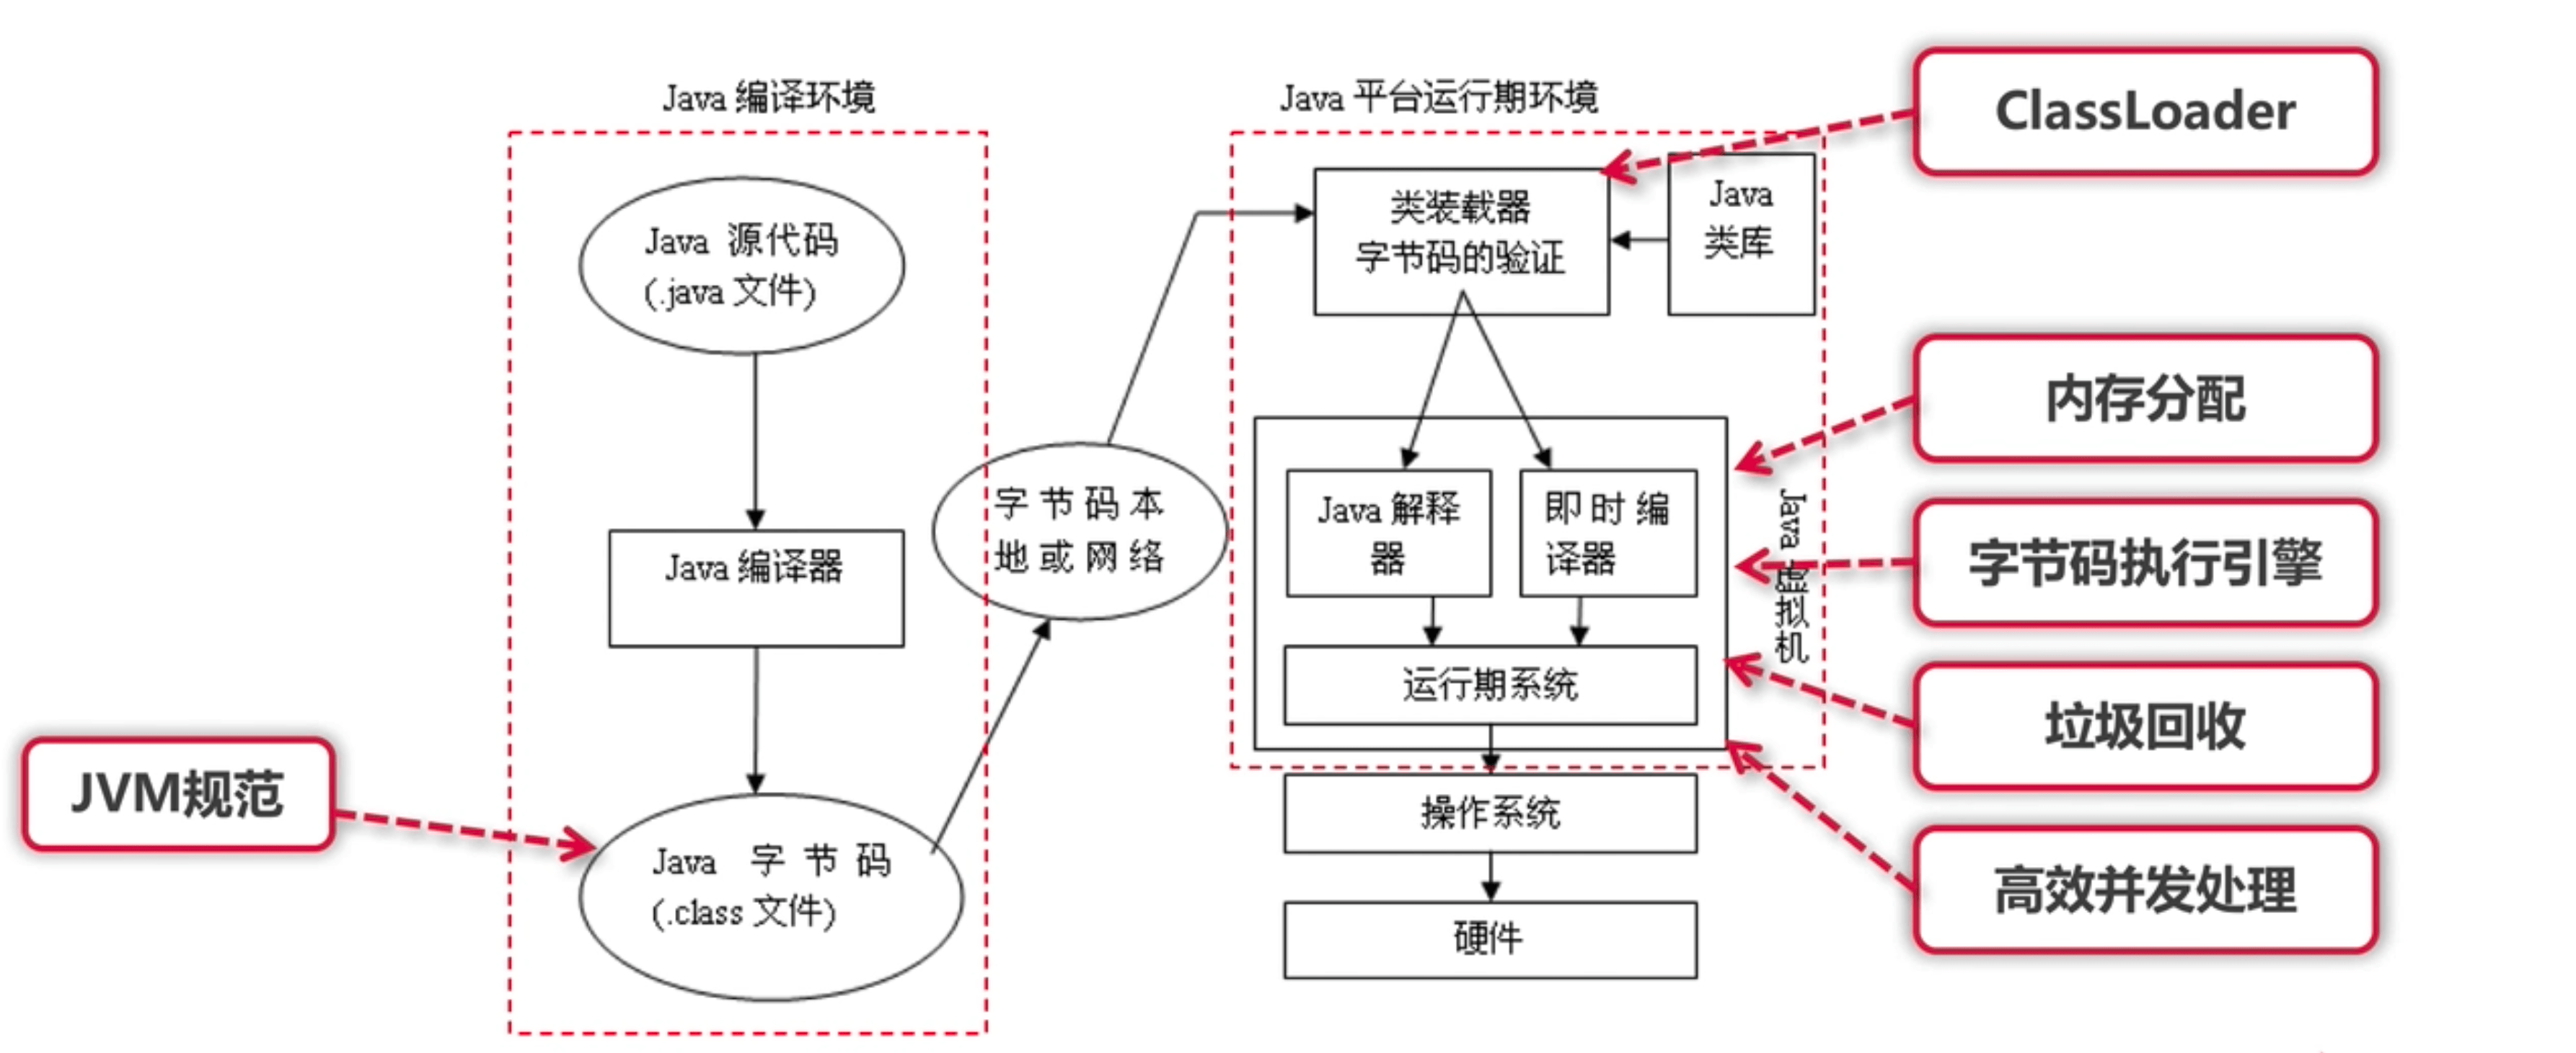 Java 编译环境
Java 源代码
(.java 文件)
Java 编译器
Java 字节码
(.class 文件)
JVM规范
字节码本
地或网络
Java 平台运行期环境
类装载器
字节码的验证
Java
类库
Java 解释
器
即时编
译器
运行期系统
Java 虚拟机
操作系统
硬件
ClassLoader
内存分配
字节码执行引擎
垃圾回收
高效并发处理